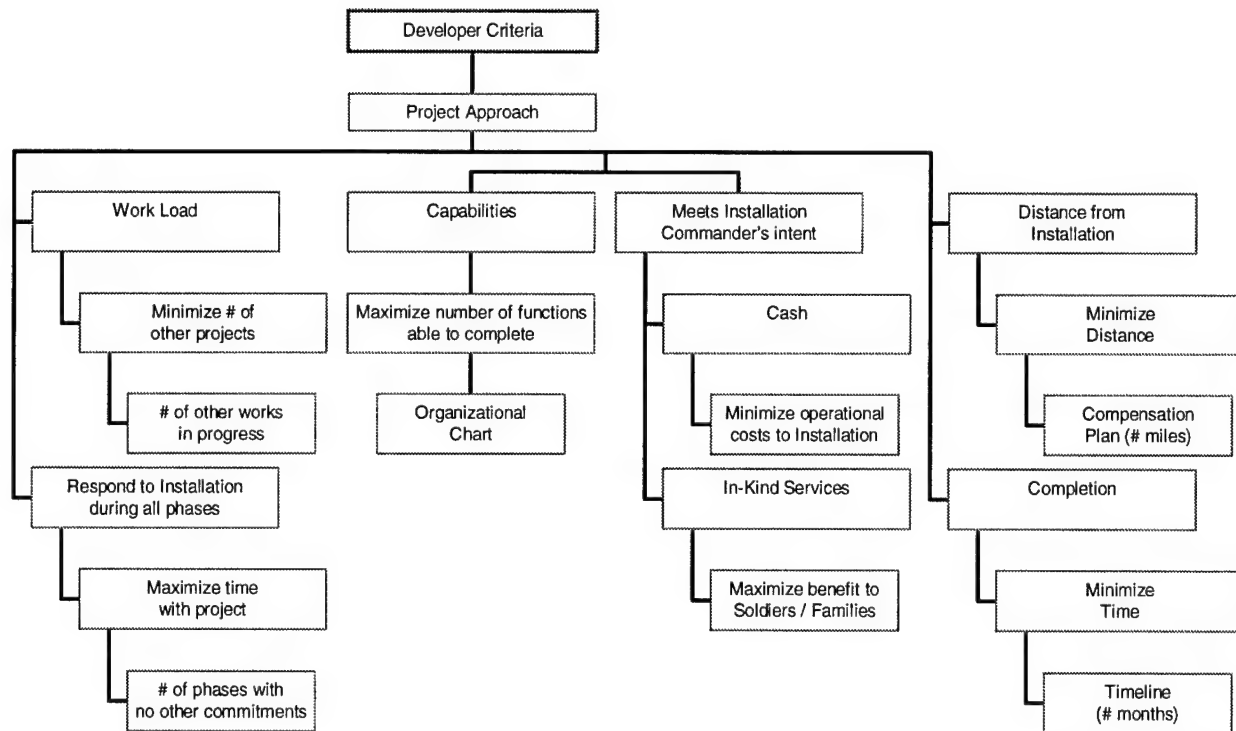 Developer Criteria
Project Approach
Work Load
Minimize # of
other projects
# of other works
in progress
Respond to Installation
during all phases
Maximize time
with project
# of phases with
no other commitments
Capabilities
Maximize number of functions
able to complete
Organizational
Chart
Meets Installation
Commander's intent
Cash
Minimize operational
costs to Installation
In-Kind Services
Maximize benefit to
Soldiers / Families
Distance from
Installation
Minimize
Distance
Compensation
Plan (# miles)
Completion
Minimize
Time
Timeline
(# months)